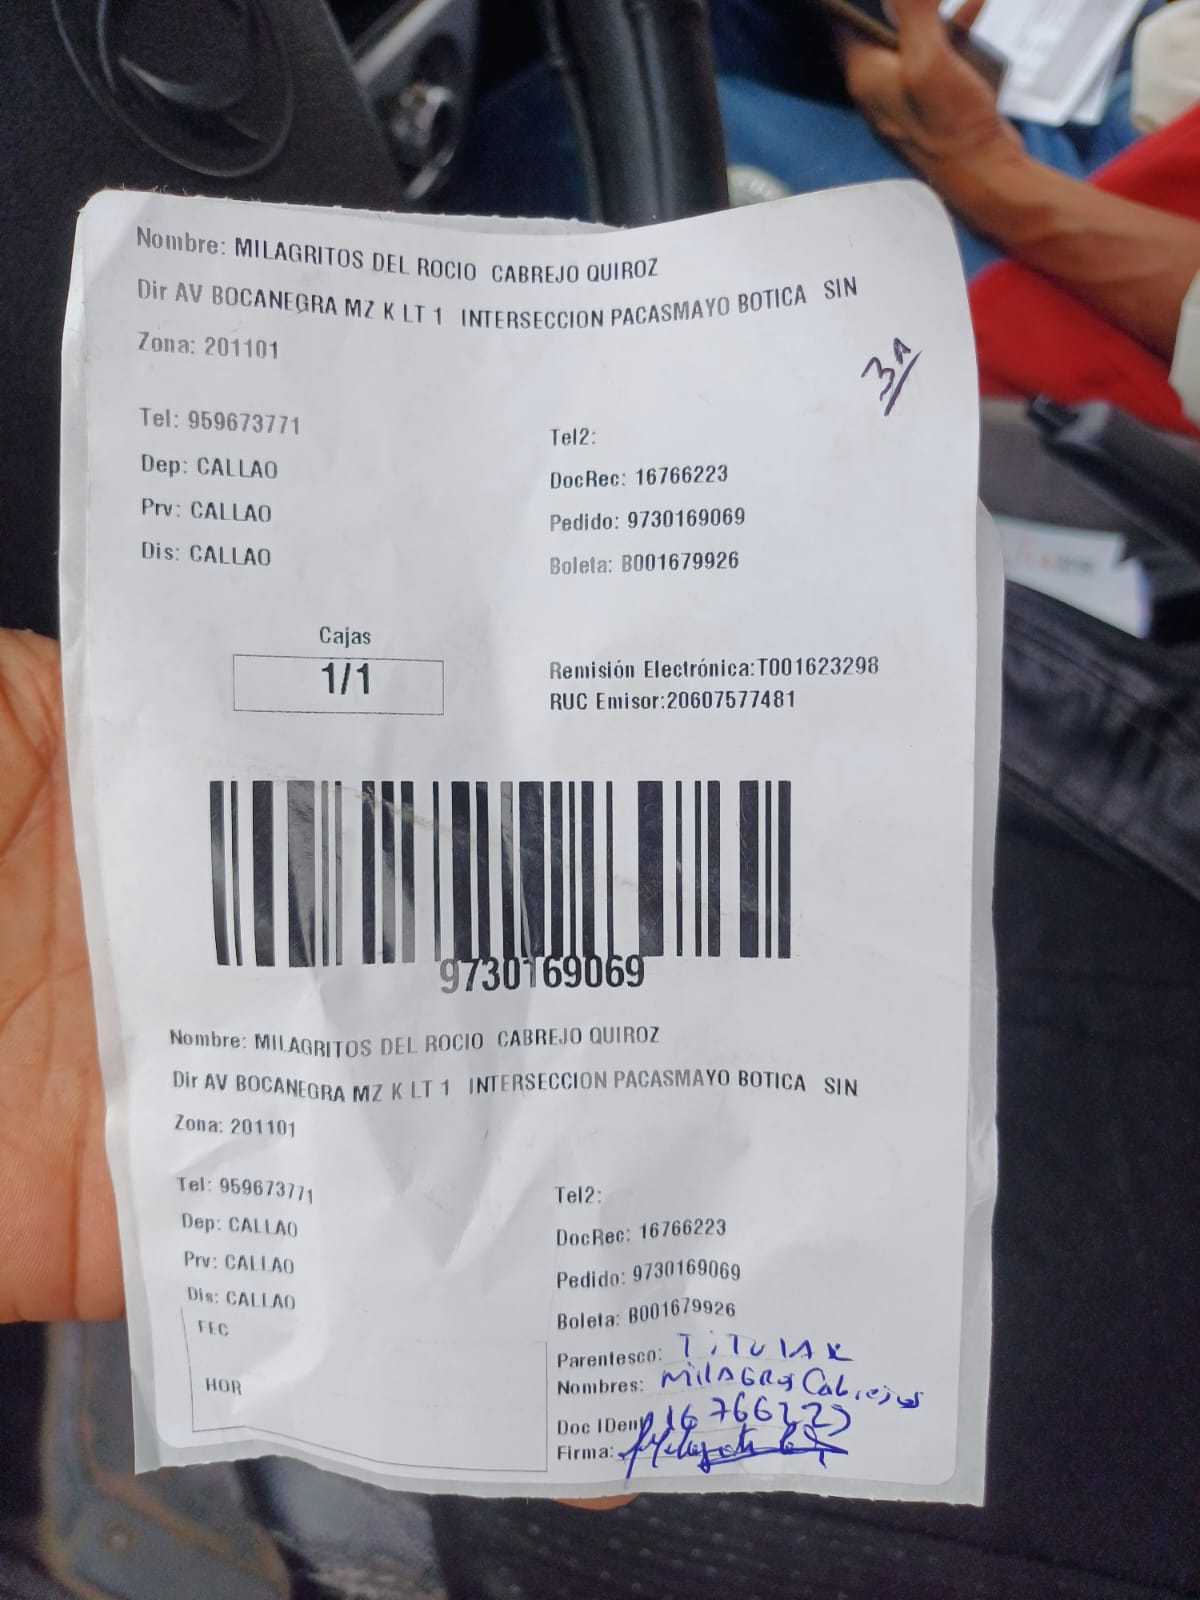 Nombre: MILAGRITOS DEL ROCIO CABREJO QUIROZ
Dir AV BOCANEGRA MZ K LT 1 INTERSECCION PACASMAYO BOTICA SIN
Zona: 201101
3A
Tel: 959673771
Tel2:
Dep: CALLAO
DocRec: 16766223
Prv: CALLAO
Pedido: 9730169069
Dis: CALLAO
Boleta: B001679926
Cajas
1/1
Remisión Electrónica:T001623298
RUC Emisor:20607577481
9730169069
Nombre: MILAGRITOS DEL ROCIO CABREJO QUIROZ
Dir AV BOCANEGRA MZ K LT 1 INTERSECCION PACASMAYO BOTICA SIN
Zona: 201101
Tel: 959673771
Tel2:
Dep: CALLAO
DocRec: 16766223
Prv: CALLAO
Pedido: 9730169069
Dis: CALLAO
Boleta: B001679926
FEC
Parentesco: TiTULAR
HOR
Nombres: MILAGROS
Doc IDent 16766223
Firma: